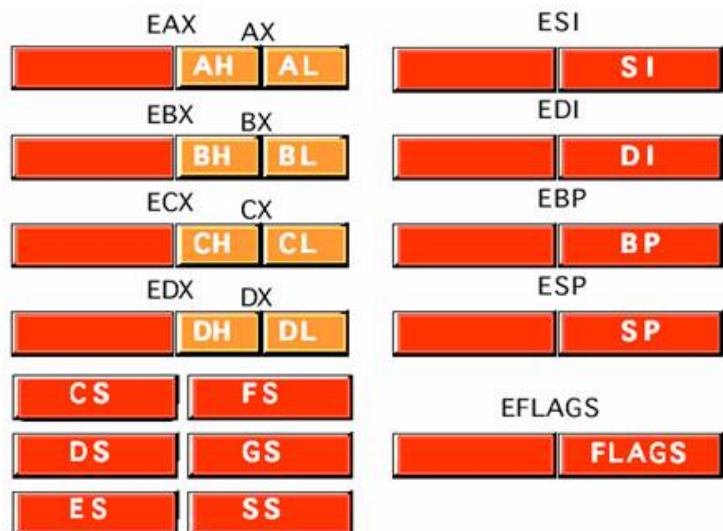 EAX AX
AH AL
EBX BX
BH BL
ECX CX
CH CL
EDX DX
DH DL
CS FS
DS GS
ES SS
ESI
SI
EDI
DI
EBP
BP
ESP
SP
EFLAGS
FLAGS